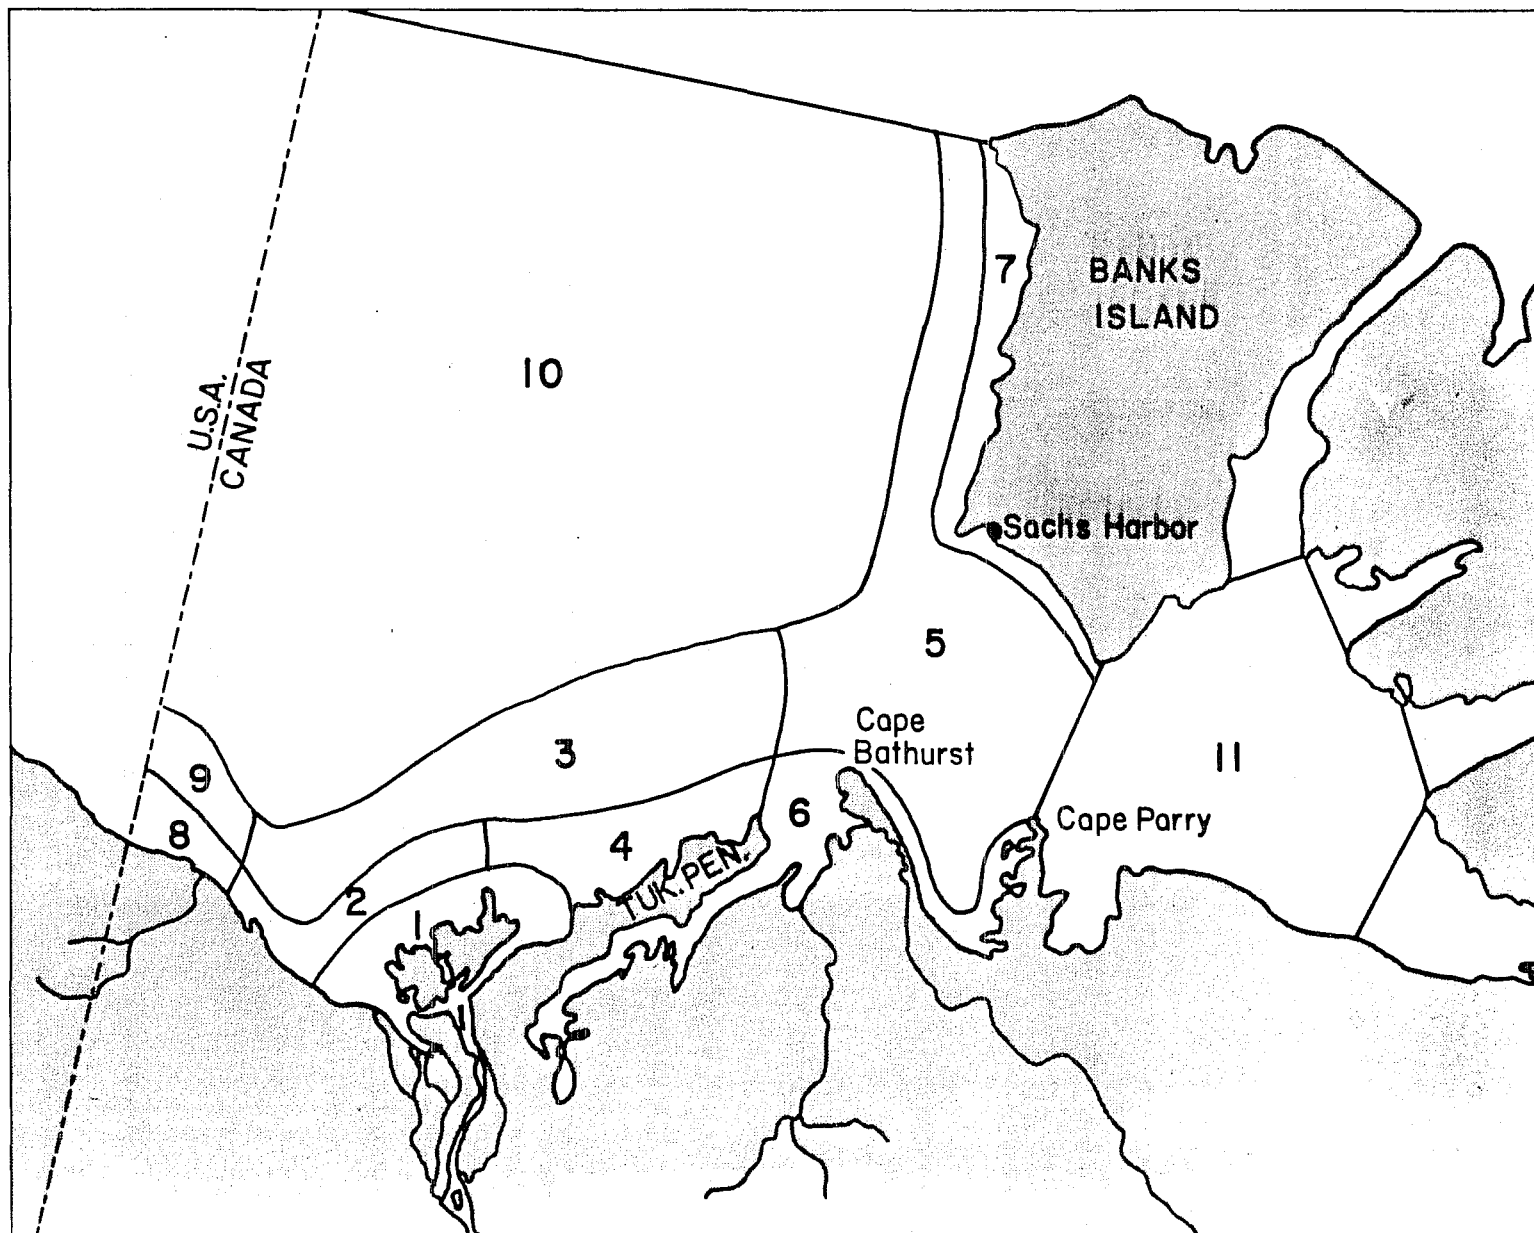 7
BANKS
ISLAND
10
U.S.A.
CANADA
Sachs Harbor
5
Cape
Bathurst
3
11
9
8
6
Cape Parry
4
TUK. PEN.
2
1